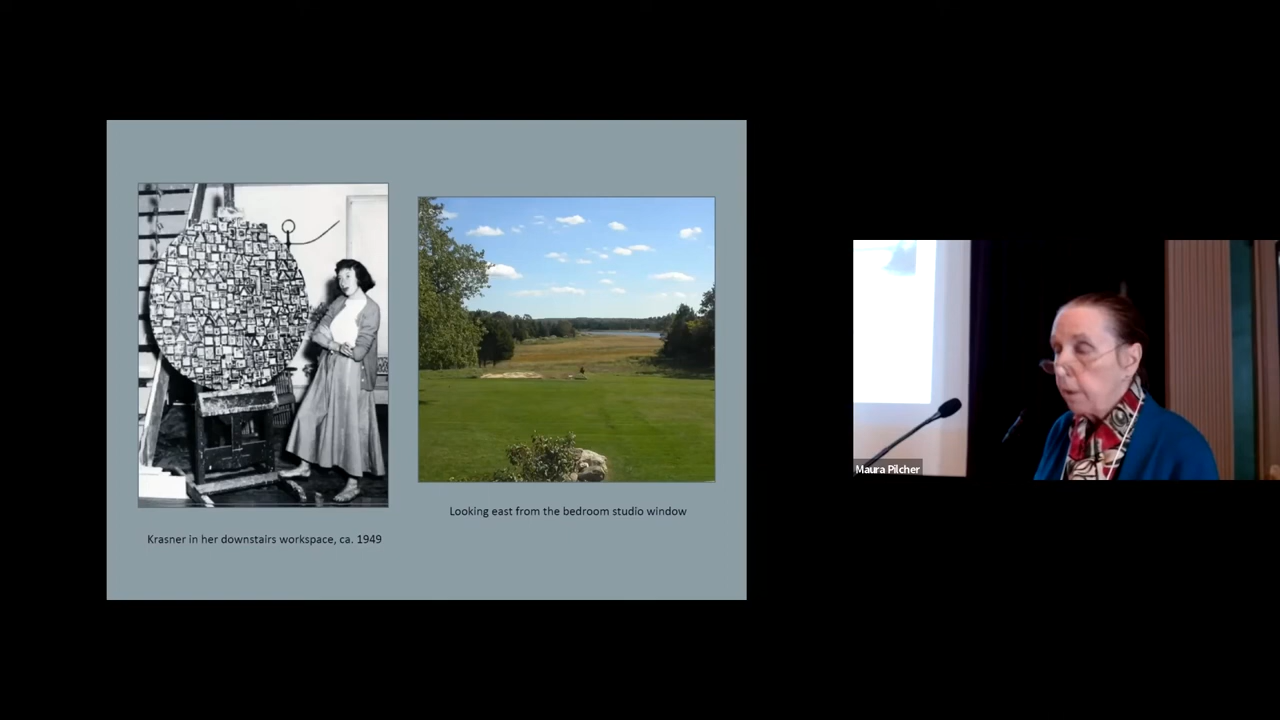 Looking east from the bedroom studio window
Krasner in her downstairs workspace, ca. 1949
Maura Pilcher